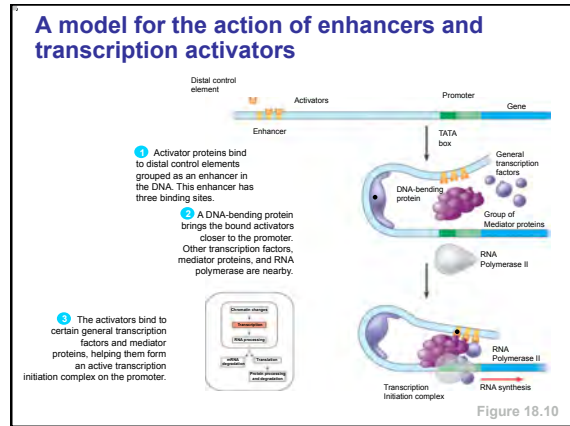 A model for the action of enhancers and
transcription activators
Distal control
element
Activators
Promoter
Gene
Enhancer
TATA
box
1 Activator proteins bind
to distal control elements
grouped as an enhancer in
the DNA. This enhancer has
three binding sites.
General
transcription
factors
DNA-bending
protein
Group of
Mediator proteins
2 A DNA-bending protein
brings the bound activators
closer to the promoter.
Other transcription factors,
mediator proteins, and RNA
polymerase are nearby.
RNA
Polymerase II
Chromatin changes
Transcription
RNA processing
mRNA
degradation
Translation
Protein processing
and degradation
3 The activators bind to
certain general transcription
factors and mediator
proteins, helping them form
an active transcription
initiation complex on the promoter.
RNA
Polymerase II
Transcription
Initiation complex
RNA synthesis
Figure 18.10